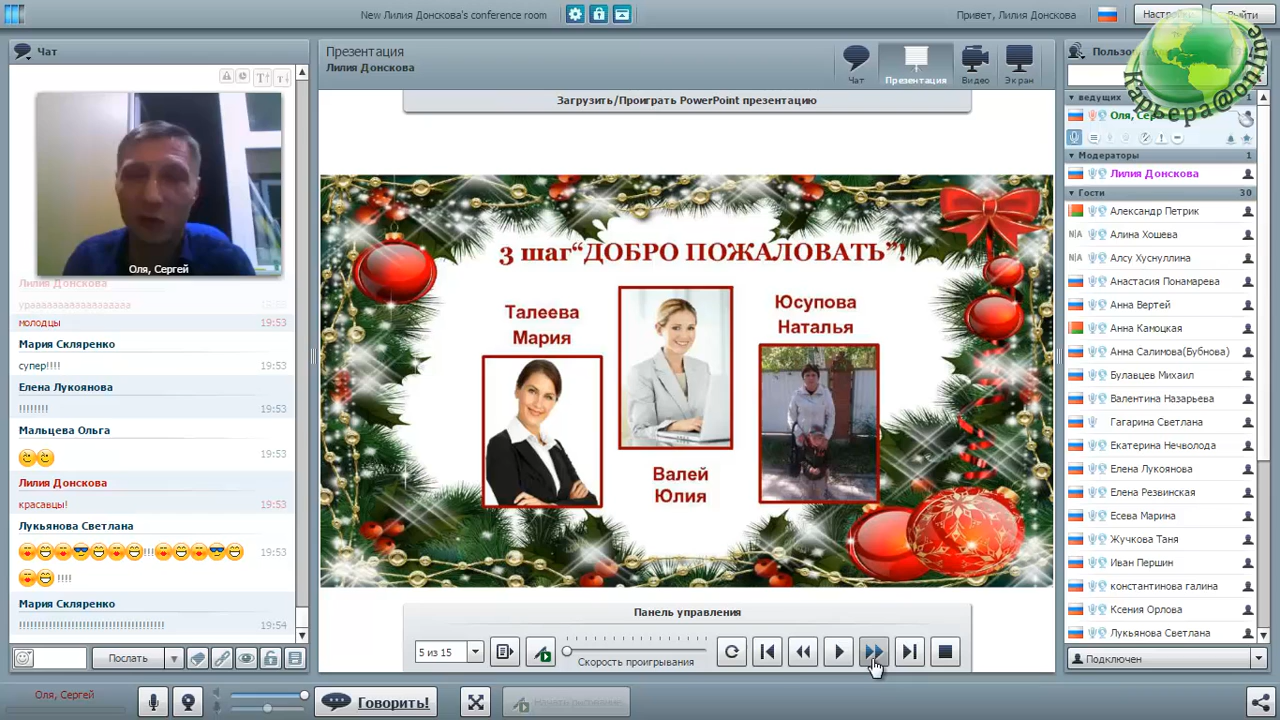 New Лилия Донскова's conference room
Привет, Лилия Донскова
Настройки
Выйти
Карьера@online
Чат
Оля, Сергей
Лилия Донскова
урааааааааааааааааааа
молодцы 19:53
Мария Скляренко
супер!!!! 19:53
Елена Лукоянова
!!!!!!!! 19:53
Мальцева Ольга
19:53
Лилия Донскова
красавцы! 19:53
Лукьянова Светлана
!!! 19:53
!!!!
Мария Скляренко
19:54
Послать
Презентация
Лилия Донскова
Чат
Презентация
Видео
Экран
Загрузить/Проиграть PowerPoint презентацию
3 шаг“ДОБРО ПОЖАЛОВАТЬ”!
Талеева
Мария
Валей
Юлия
Юсупова
Наталья
Панель управления
5 из 15
Скорость проигрывания
ведущих 1
Оля,
Модераторы 1
Лилия Донскова
Гости 30
Александр Петрик
N/A Алина Хошева
N/A Алсу Хуснуллина
Анастасия Понамарева
Анна Вертей
Анна Камоцкая
Анна Салимова(Бубнова)
Булавцев Михаил
Валентина Назарьева
Гагарина Светлана
Екатерина Нечволода
Елена Лукоянова
Елена Резвинская
Есева Марина
Жучкова Таня
Иван Першин
константинова галина
Ксения Орлова
Лукьянова Светлана
Подключен
Оля, Сергей
Говорить!